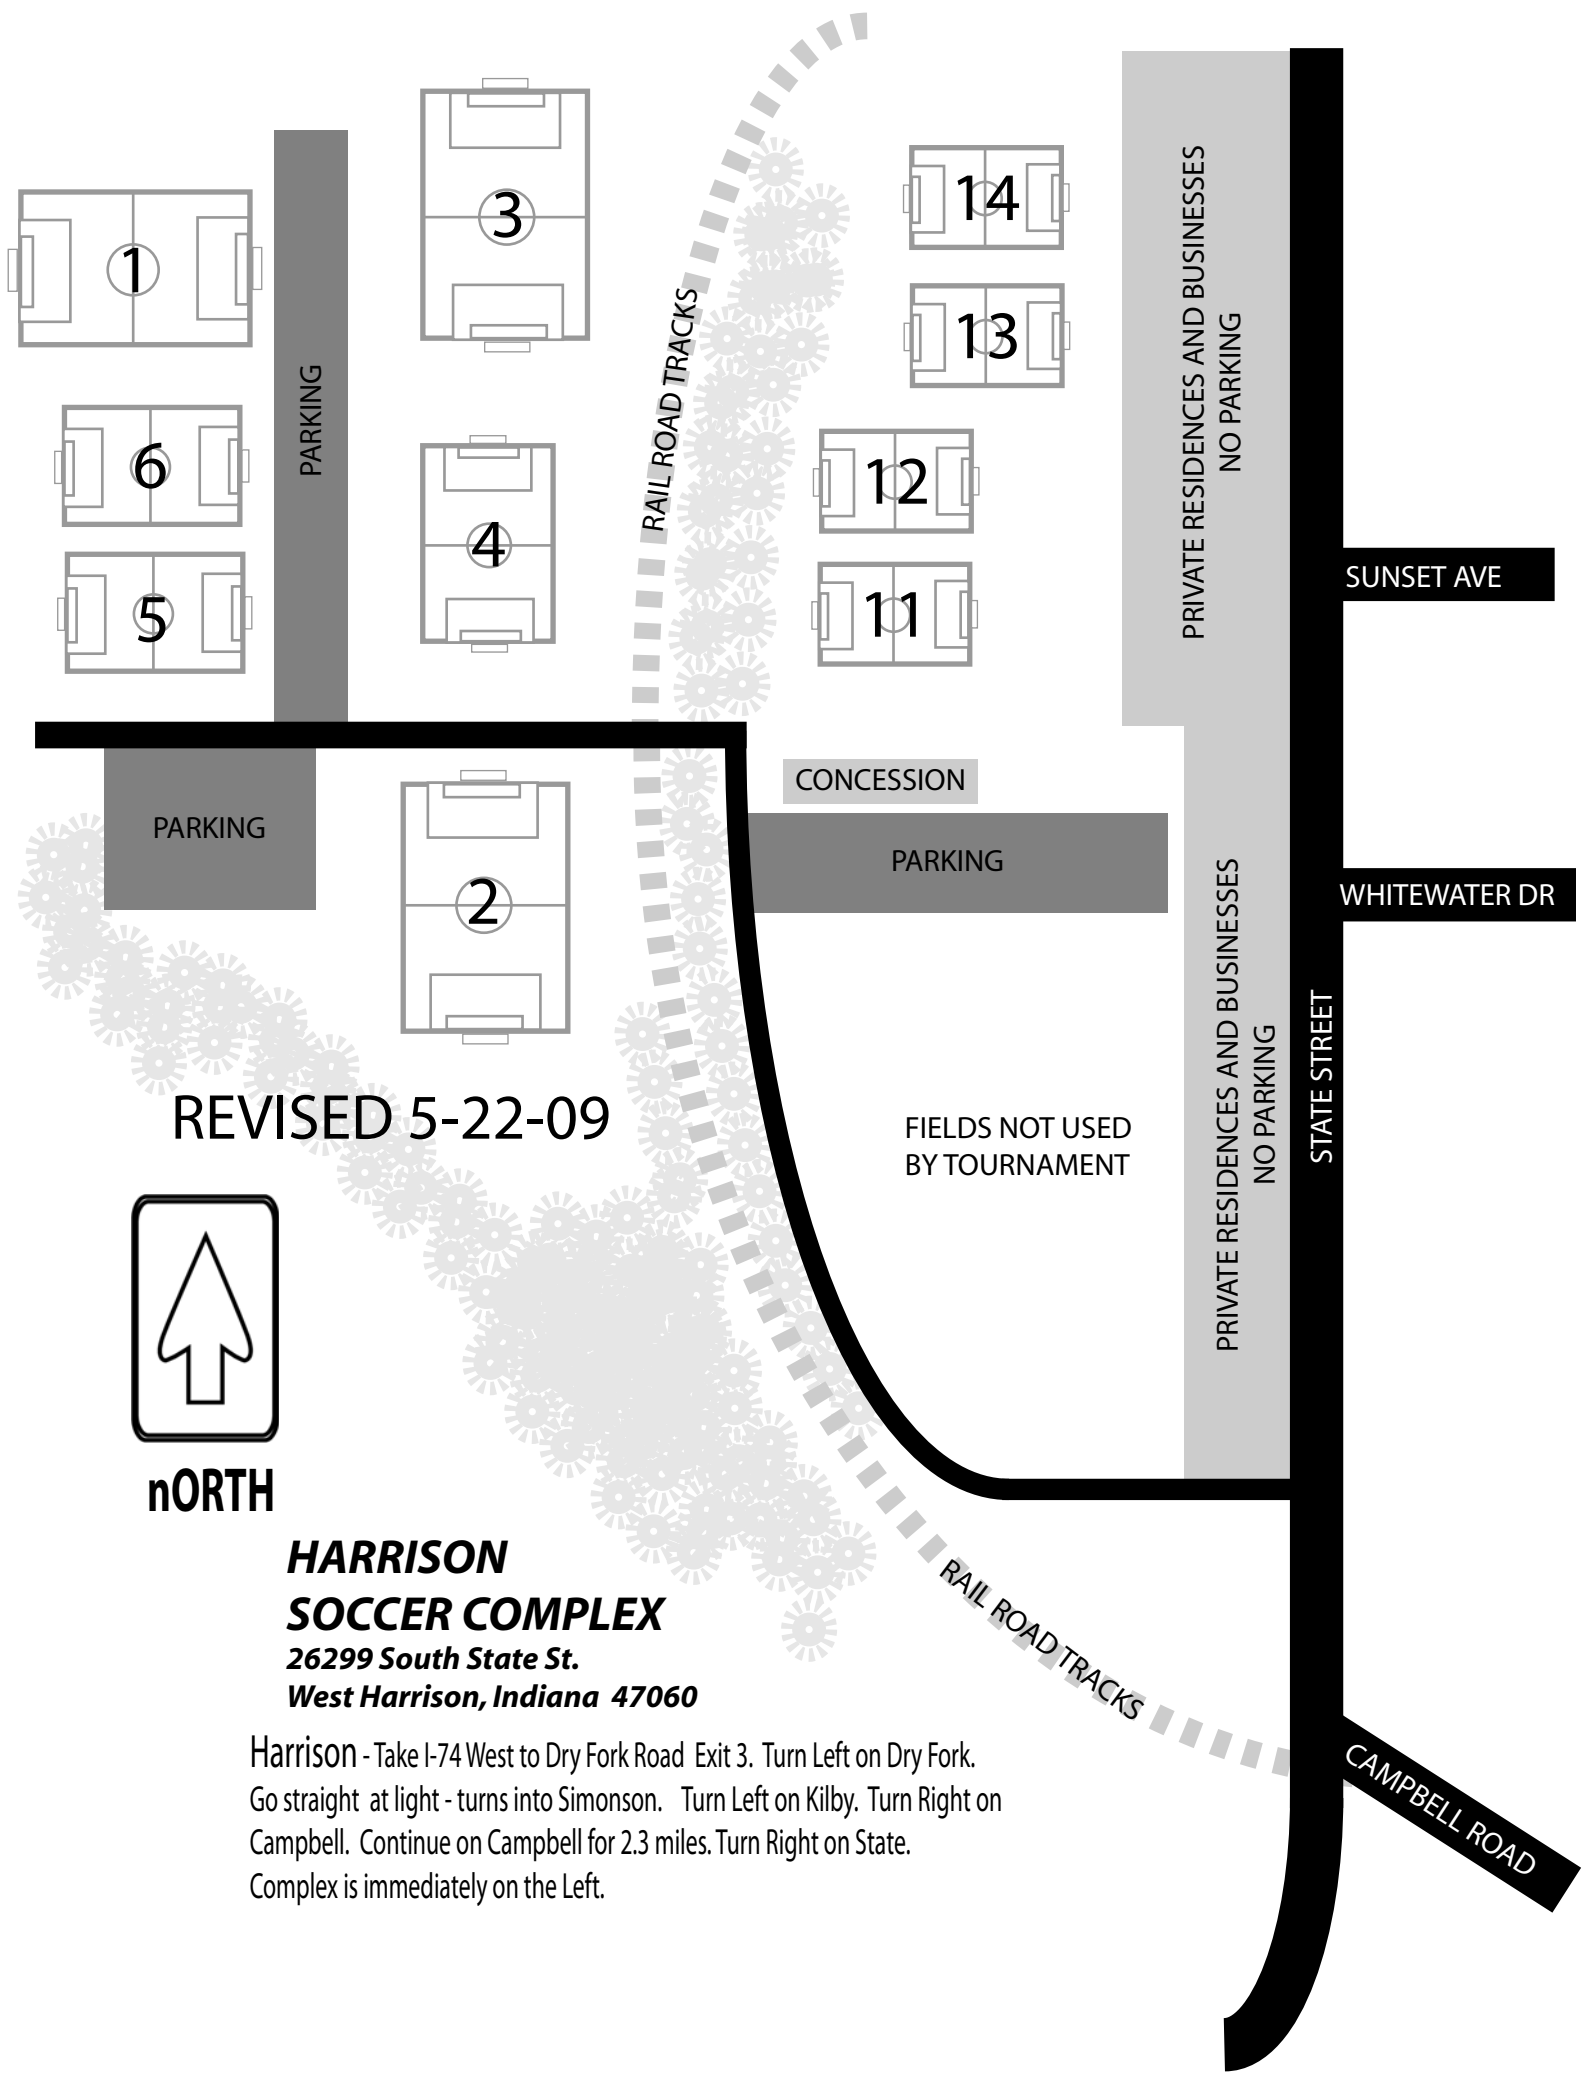 14
3
1
13
PRIVATE RESIDENCES AND BUSINESSES
NO PARKING
RAIL ROAD TRACKS
PARKING
6
12
4
SUNSET AVE
5
11
CONCESSION
PARKING
PARKING
2
WHITEWATER DR
PRIVATE RESIDENCES AND BUSINESSES
NO PARKING
STATE STREET
REVISED 5-22-09
FIELDS NOT USED
BY TOURNAMENT
nORTH
HARRISON
SOCCER COMPLEX
26299 South State St.
West Harrison, Indiana 47060
RAIL ROAD TRACKS
CAMPBELL ROAD
Harrison - Take I-74 West to Dry Fork Road Exit 3. Turn Left on Dry Fork.
Go straight at light - turns into Simonson. Turn Left on Kilby. Turn Right on
Campbell. Continue on Campbell for 2.3 miles. Turn Right on State.
Complex is immediately on the Left.